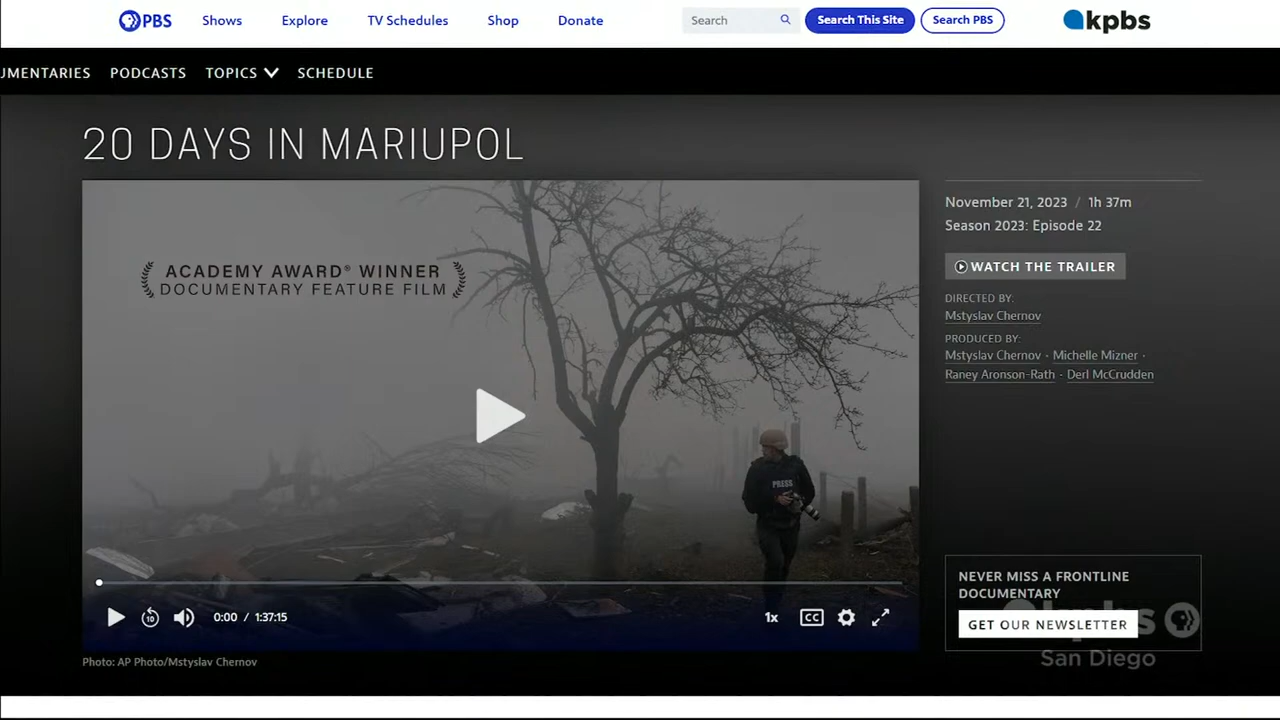 PBS Shows Explore TV Schedules Shop Donate Search Search This Site Search PBS kpbs
UMENTARIES PODCASTS TOPICS SCHEDULE
20 DAYS IN MARIUPOL
ACADEMY AWARD® WINNER
DOCUMENTARY FEATURE FILM
PRESS
10 0:00 / 1:37:15 1x CC
Photo: AP Photo/Mstyslav Chernov
November 21, 2023 / 1h 37m
Season 2023: Episode 22
WATCH THE TRAILER
DIRECTED BY:
Mstyslav Chernov
PRODUCED BY:
Mstyslav Chernov · Michelle Mizner ·
Raney Aronson-Rath · Derl McCrudden
NEVER MISS A FRONTLINE
DOCUMENTARY
GET OUR NEWSLETTER
kpbs
San Diego